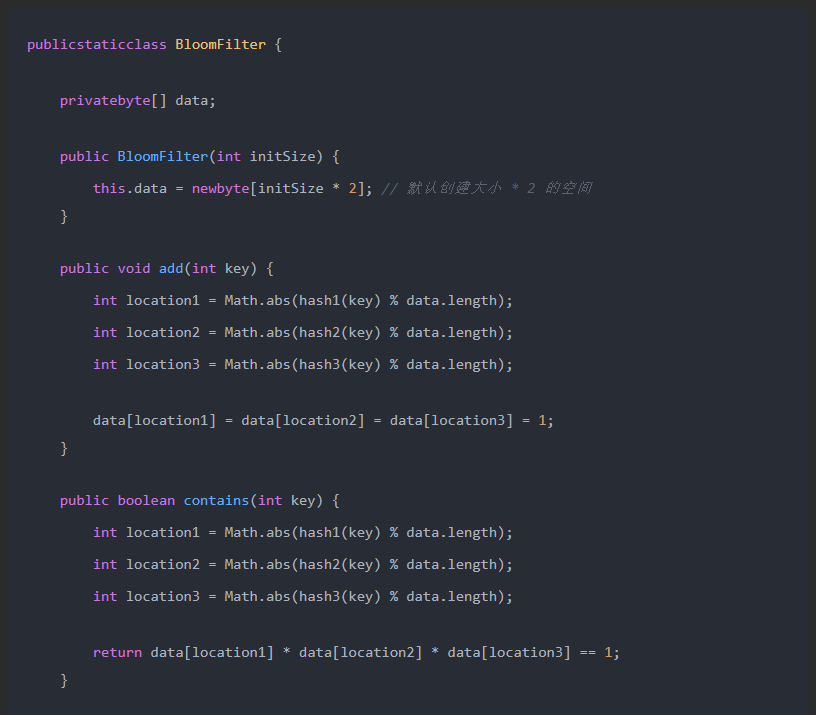 publicstaticclass BloomFilter {
privatebyte[] data;
public BloomFilter(int initSize) {
this.data = newbyte[initSize * 2]; // 默认创建大小 * 2 的空间
}
public void add(int key) {
int location1 = Math.abs(hash1(key) % data.length);
int location2 = Math.abs(hash2(key) % data.length);
int location3 = Math.abs(hash3(key) % data.length);
data[location1] = data[location2] = data[location3] = 1;
}
public boolean contains(int key) {
int location1 = Math.abs(hash1(key) % data.length);
int location2 = Math.abs(hash2(key) % data.length);
int location3 = Math.abs(hash3(key) % data.length);
return data[location1] * data[location2] * data[location3] == 1;
}